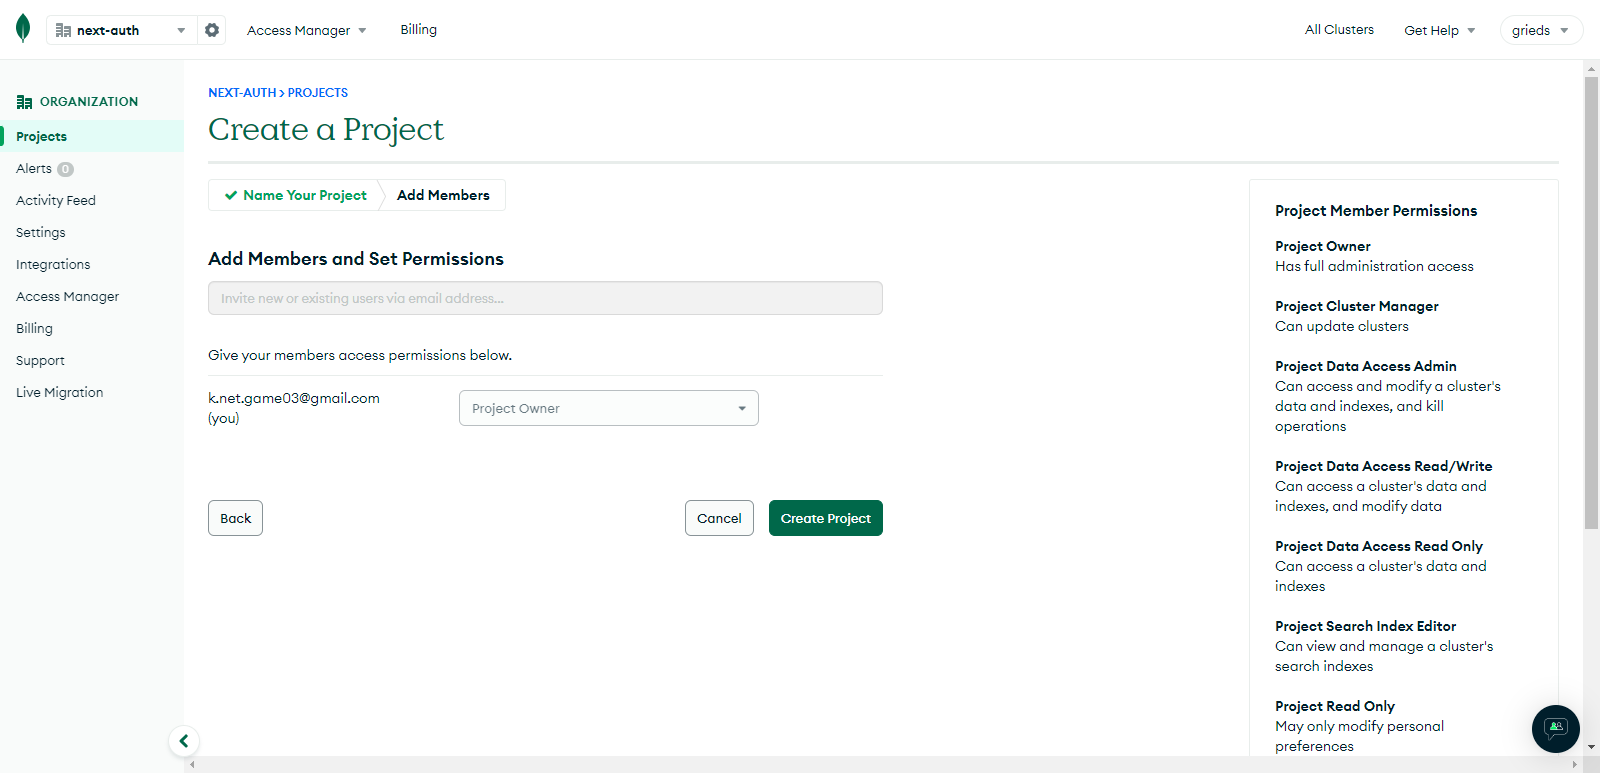 next-auth
Access Manager
Billing
All Clusters
Get Help
grieds
ORGANIZATION
Projects
Alerts 0
Activity Feed
Settings
Integrations
Access Manager
Billing
Support
Live Migration
NEXT-AUTH > PROJECTS
Create a Project
Name Your Project
Add Members
Add Members and Set Permissions
Invite new or existing users via email address...
Give your members access permissions below.
k.net.game03@gmail.com
(you)
Project Owner
Back
Cancel
Create Project
Project Member Permissions
Project Owner
Has full administration access
Project Cluster Manager
Can update clusters
Project Data Access Admin
Can access and modify a cluster's
data and indexes, and kill
operations
Project Data Access Read/Write
Can access a cluster's data and
indexes, and modify data
Project Data Access Read Only
Can access a cluster's data and
indexes
Project Search Index Editor
Can view and manage a cluster's
search indexes
Project Read Only
May only modify personal
preferences